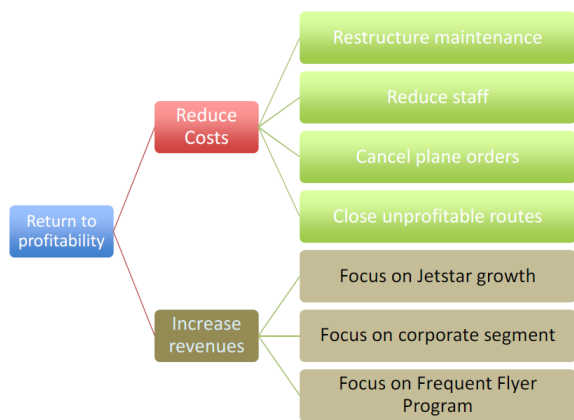 Return to
profitability
Reduce
Costs
Restructure maintenance
Reduce staff
Cancel plane orders
Close unprofitable routes
Increase
revenues
Focus on Jetstar growth
Focus on corporate segment
Focus on Frequent Flyer
Program